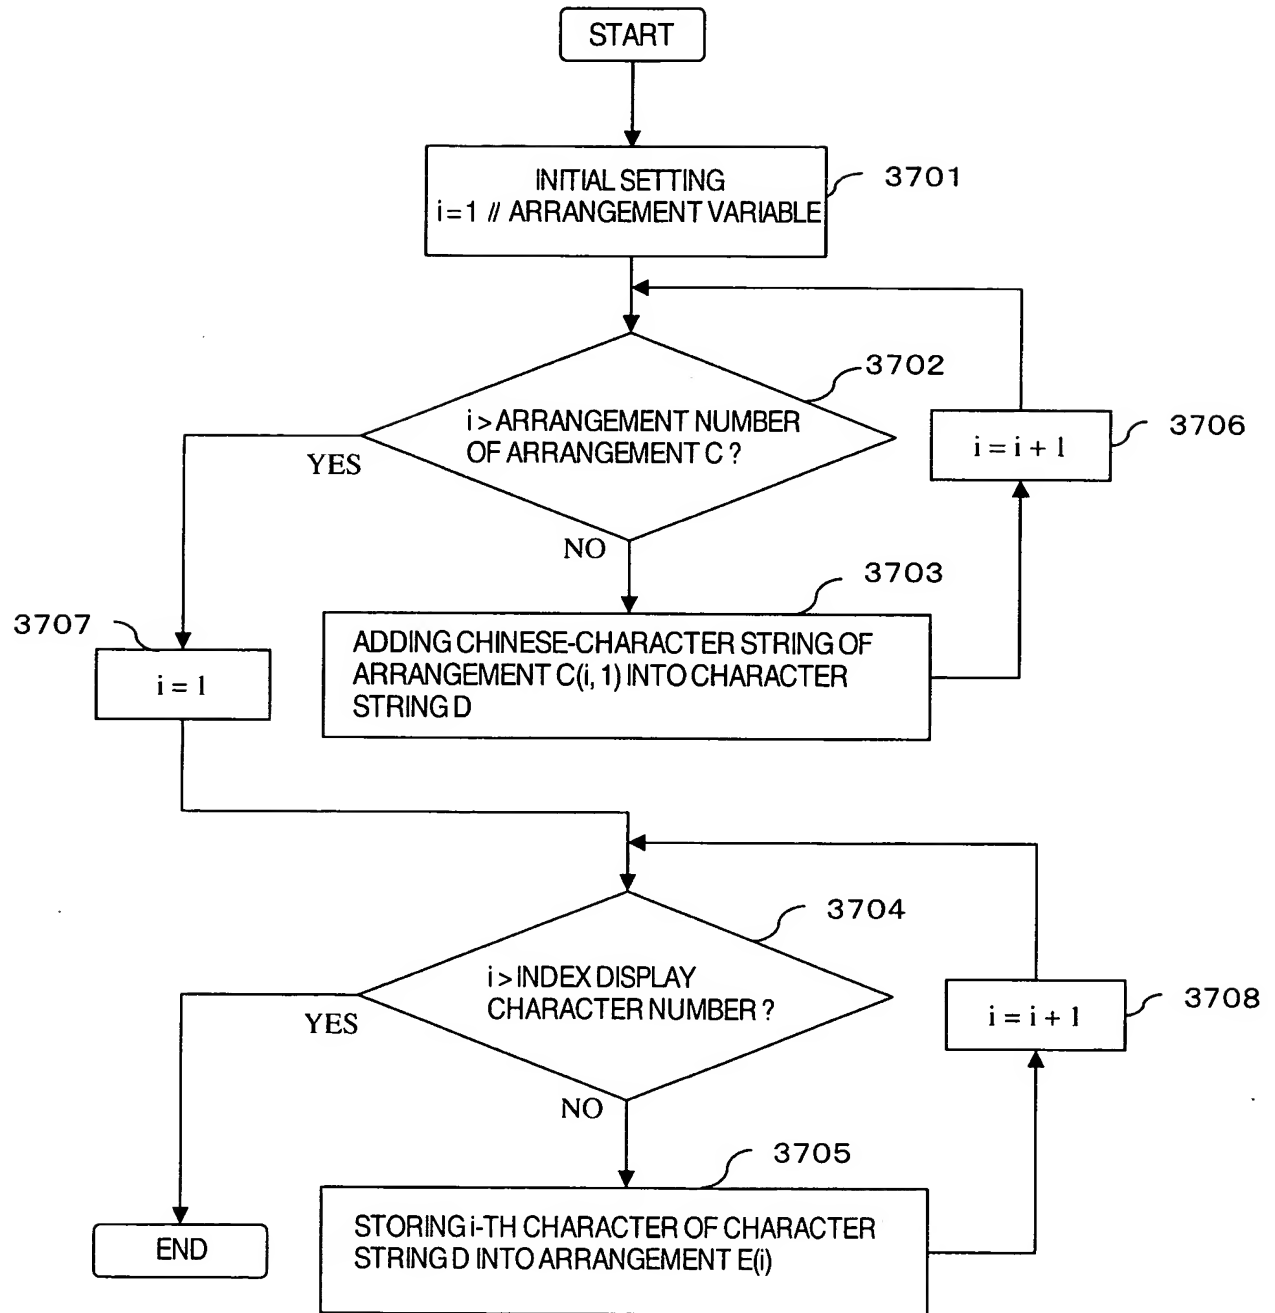 START
INITIAL SETTING
3701
i = 1 // ARRANGEMENT VARIABLE
3702
i > ARRANGEMENT NUMBER
OF ARRANGEMENT C ?
3706
i = i + 1
YES
NO
3703
3707
ADDING CHINESE-CHARACTER STRING OF
ARRANGEMENT C(i, 1) INTO CHARACTER
STRING D
i = 1
3704
i > INDEX DISPLAY
CHARACTER NUMBER ?
3708
i = i + 1
YES
NO
3705
STORING i-TH CHARACTER OF CHARACTER
STRING D INTO ARRANGEMENT E(i)
END